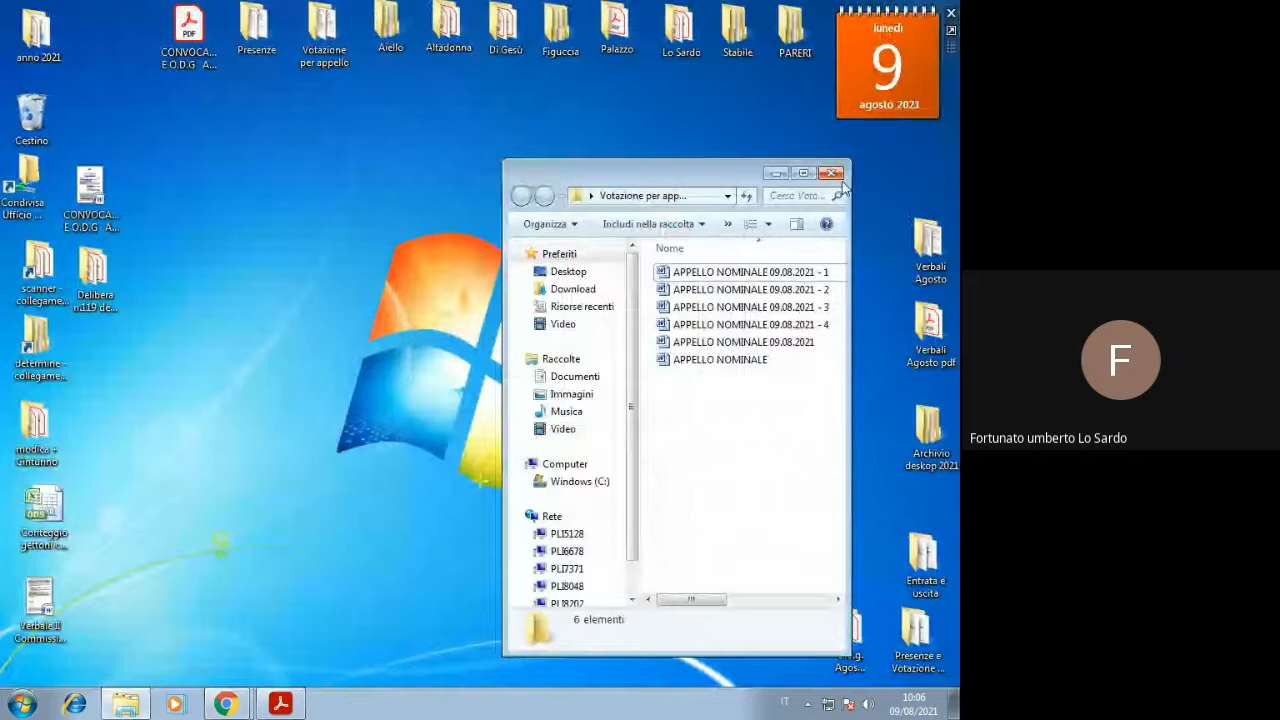 anno 2021
CONVOCA...
E O.D.G A...
Presenze
Votazione
per appello
Aiello
Altadonna
Di Gesù
Figuccia
Palazzo
Lo Sardo
Stabile
PARERI
lunedì
9
agosto 2021
Cestino
Condivisa
Ufficio ...
CONVOCA...
E O.D.G A...
scanner -
collegame...
Delibera
n119 de...
determine -
collegame...
modica +
Conteggio
gettoni c...
Verbale II
Commissi...
Votazione per app...
Cerca Voto...
Organizza
Includi nella raccolta
»
Nome
Preferiti
Desktop
Download
Risorse recenti
Video
Raccolte
Documenti
Immagini
Musica
Video
Computer
Windows (C:)
Rete
PLI5128
PLI6678
PLI7371
PLI8048
PLI8202
APPELLO NOMINALE 09.08.2021 - 1
APPELLO NOMINALE 09.08.2021 - 2
APPELLO NOMINALE 09.08.2021 - 3
APPELLO NOMINALE 09.08.2021 - 4
APPELLO NOMINALE 09.08.2021
APPELLO NOMINALE
6 elementi
Verbali
Agosto
Verbali
Agosto pdf
Archivio
deskop 2021
Entrata e
uscita
Agos...
Presenze e
Votazione ...
IT
10:06
09/08/2021
F
Fortunato umberto Lo Sardo